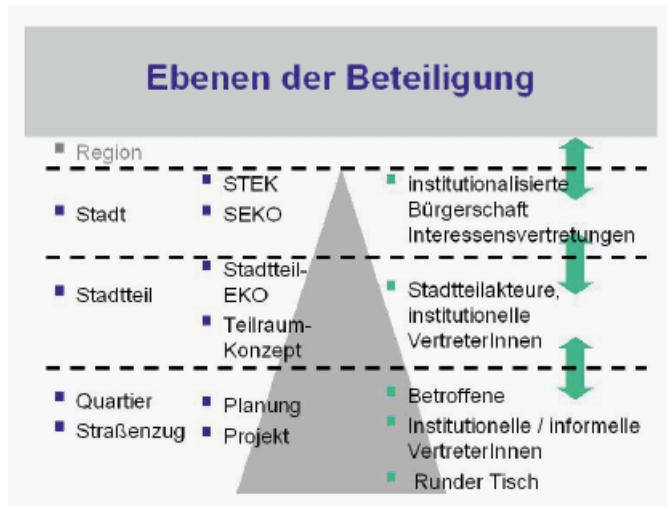 Ebenen der Beteiligung
Region
Stadt
STEK
SEKO
institutionalisierte
Bürgerschaft
Interessensvertretungen
Stadtteil
Stadtteil-
EKO
Teilraum-
Konzept
Stadtteilakteure,
institutionelle
VertreterInnen
Quartier
Straßenzug
Planung
Projekt
Betroffene
Institutionelle / informelle
VertreterInnen
Runder Tisch